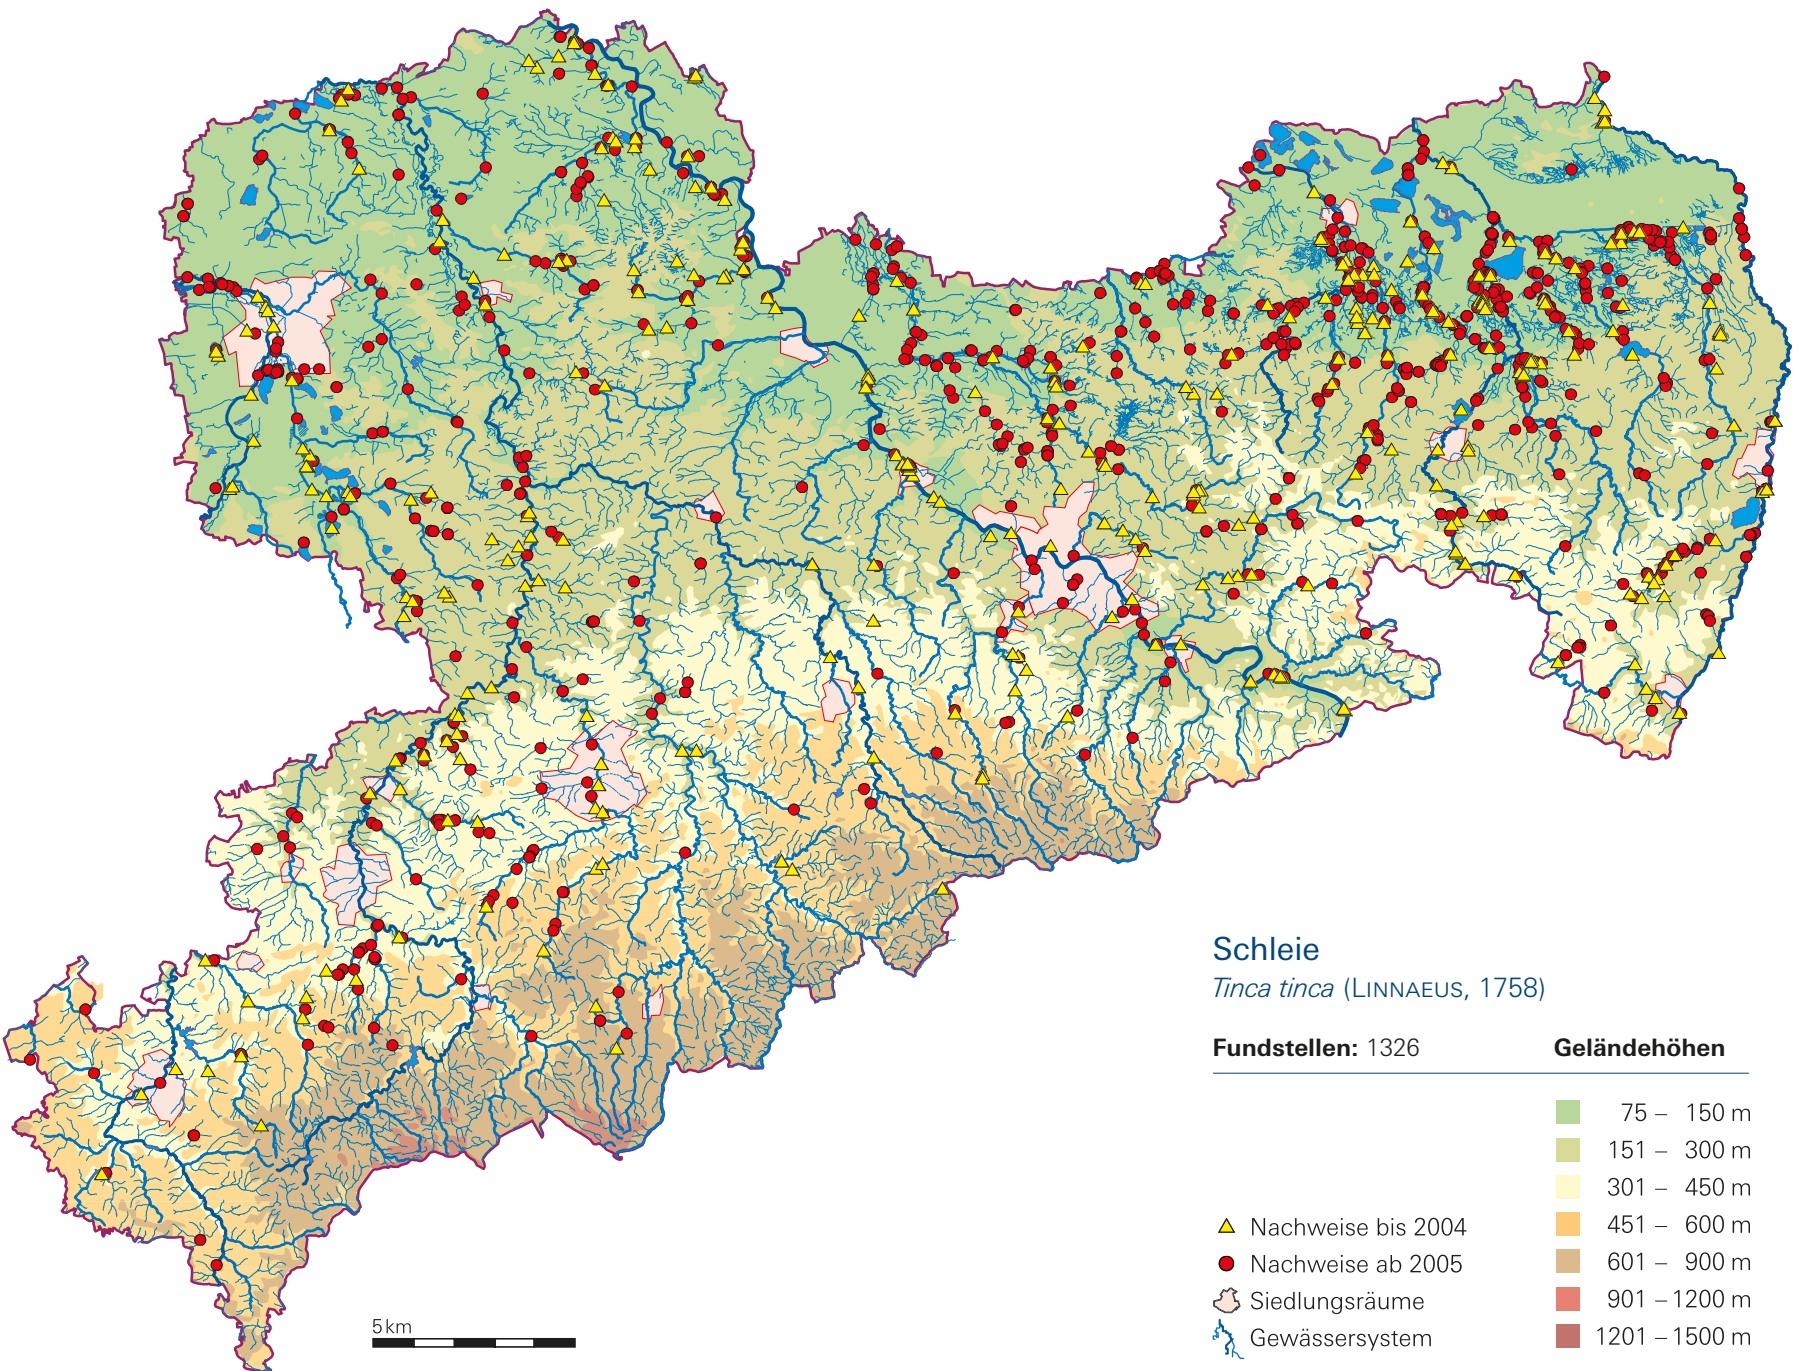 Schleie
Tinca tinca (LINNAEUS, 1758)
Fundstellen: 1326
Geländehöhen
75 – 150 m
151 – 300 m
301 – 450 m
451 – 600 m
601 – 900 m
901 – 1200 m
1201 – 1500 m
Nachweise bis 2004
Nachweise ab 2005
Siedlungsräume
Gewässersystem
5 km